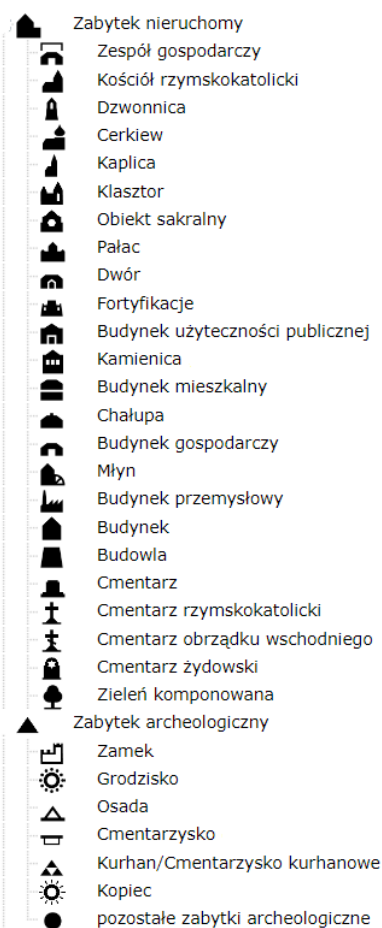 Zabytek nieruchomy
Zespół gospodarczy
Kościół rzymskokatolicki
Dzwonnica
Cerkiew
Kaplica
Klasztor
Obiekt sakralny
Pałac
Dwór
Fortyfikacje
Budynek użyteczności publicznej
Kamienica
Budynek mieszkalny
Chałupa
Budynek gospodarczy
Młyn
Budynek przemysłowy
Budynek
Budowla
Cmentarz
Cmentarz rzymskokatolicki
Cmentarz obrządku wschodniego
Cmentarz żydowski
Zieleń komponowana
Zabytek archeologiczny
Zamek
Grodzisko
Osada
Cmentarzysko
Kurhan/Cmentarzysko kurhanowe
Kopiec
pozostałe zabytki archeologiczne